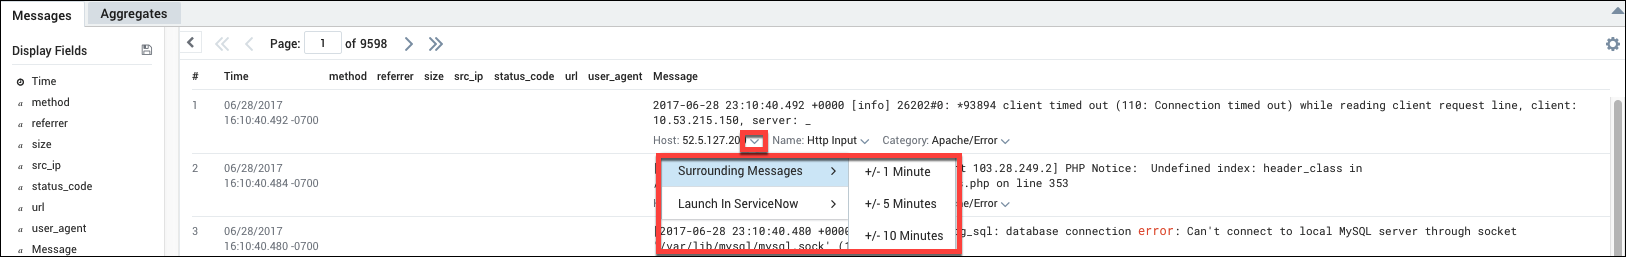 Messages Aggregates
Display Fields
Time
method
referrer
size
src_ip
status_code
url
user_agent
Message
Page: 1 of 9598
# Time method referrer size src_ip status_code url user_agent Message
1 06/28/2017
16:10:40.492 -0700
2017-06-28 23:10:40.492 +0000 [info] 26202#0: *93894 client timed out (110: Connection timed out) while reading client request line, client:
10.53.215.150, server: _
Host: 52.5.127.20 Name: Http Input Category: Apache/Error
2 06/28/2017
16:10:40.484 -0700
103.28.249.2] PHP Notice: Undefined index: header_class in
.php on line 353
/Error
Surrounding Messages
Launch In ServiceNow
+/- 1 Minute
+/- 5 Minutes
+/- 10 Minutes
3 06/28/2017
16:10:40.480 -0700
[2017-06-28 23:10:40.480 +0000 _sql: database connection error: Can't connect to local MySQL server through socket
'/var/lib/mysql/mysql.sock'